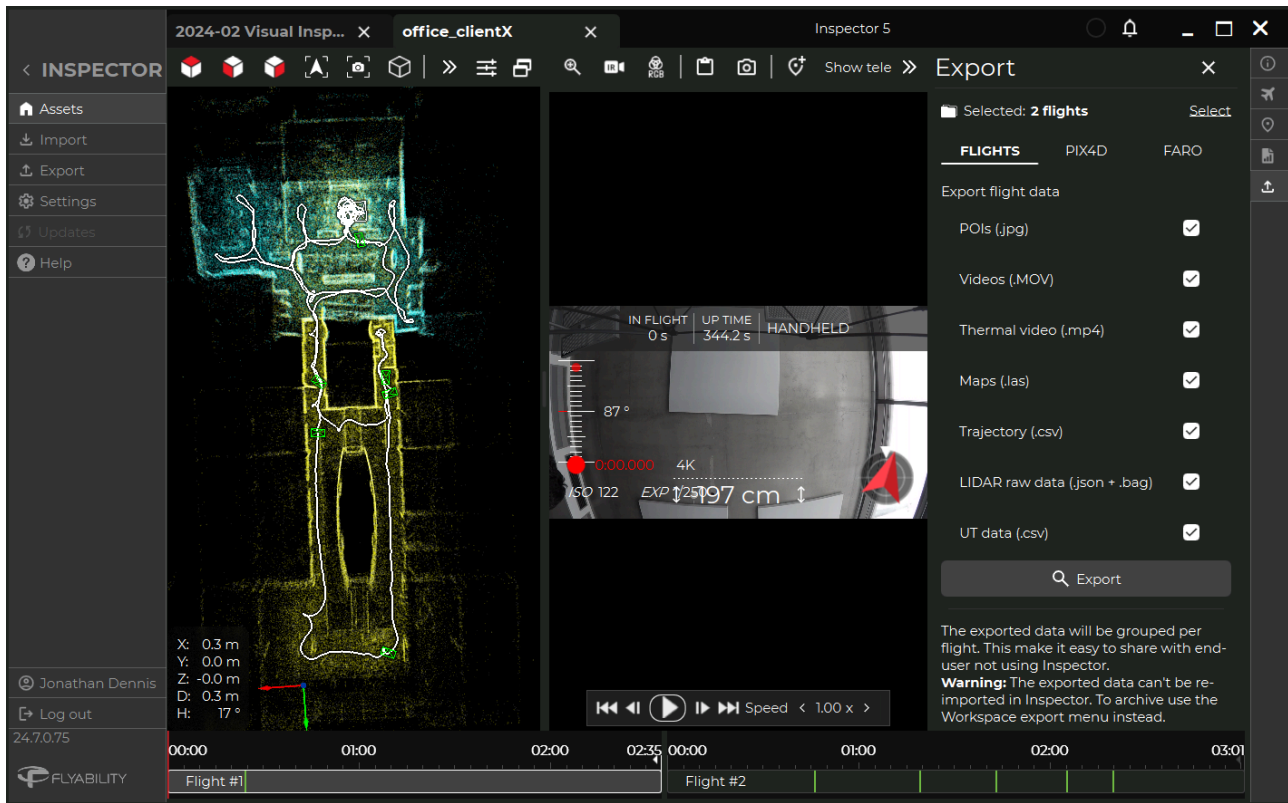 2024-02 Visual Insp...
office_clientX
Inspector 5
INSPECTOR
Assets
Import
Export
Settings
Updates
Help
Jonathan Dennis
Log out
24.7.0.75
FLYABILITY
IR
RGB
Show tele
X: 0.3 m
Y: 0.0 m
Z: -0.0 m
D: 0.3 m
H: 17 °
IN FLIGHT
0 s
UP TIME
344.2 s
HANDHELD
87 °
0:00.000
4K
ISO 122
EXP 1/250
197 cm
Speed < 1.00 x >
Export
Selected: 2 flights
Select
FLIGHTS
PIX4D
FARO
Export flight data
POIs (.jpg)
Videos (.MOV)
Thermal video (.mp4)
Maps (.las)
Trajectory (.csv)
LIDAR raw data (.json + .bag)
UT data (.csv)
Export
The exported data will be grouped per
flight. This make it easy to share with end-
user not using Inspector.
Warning: The exported data can't be re-
imported in Inspector. To archive use the
Workspace export menu instead.
00:00 01:00 02:00 02:35
00:00 01:00 02:00 03:01
Flight #1
Flight #2